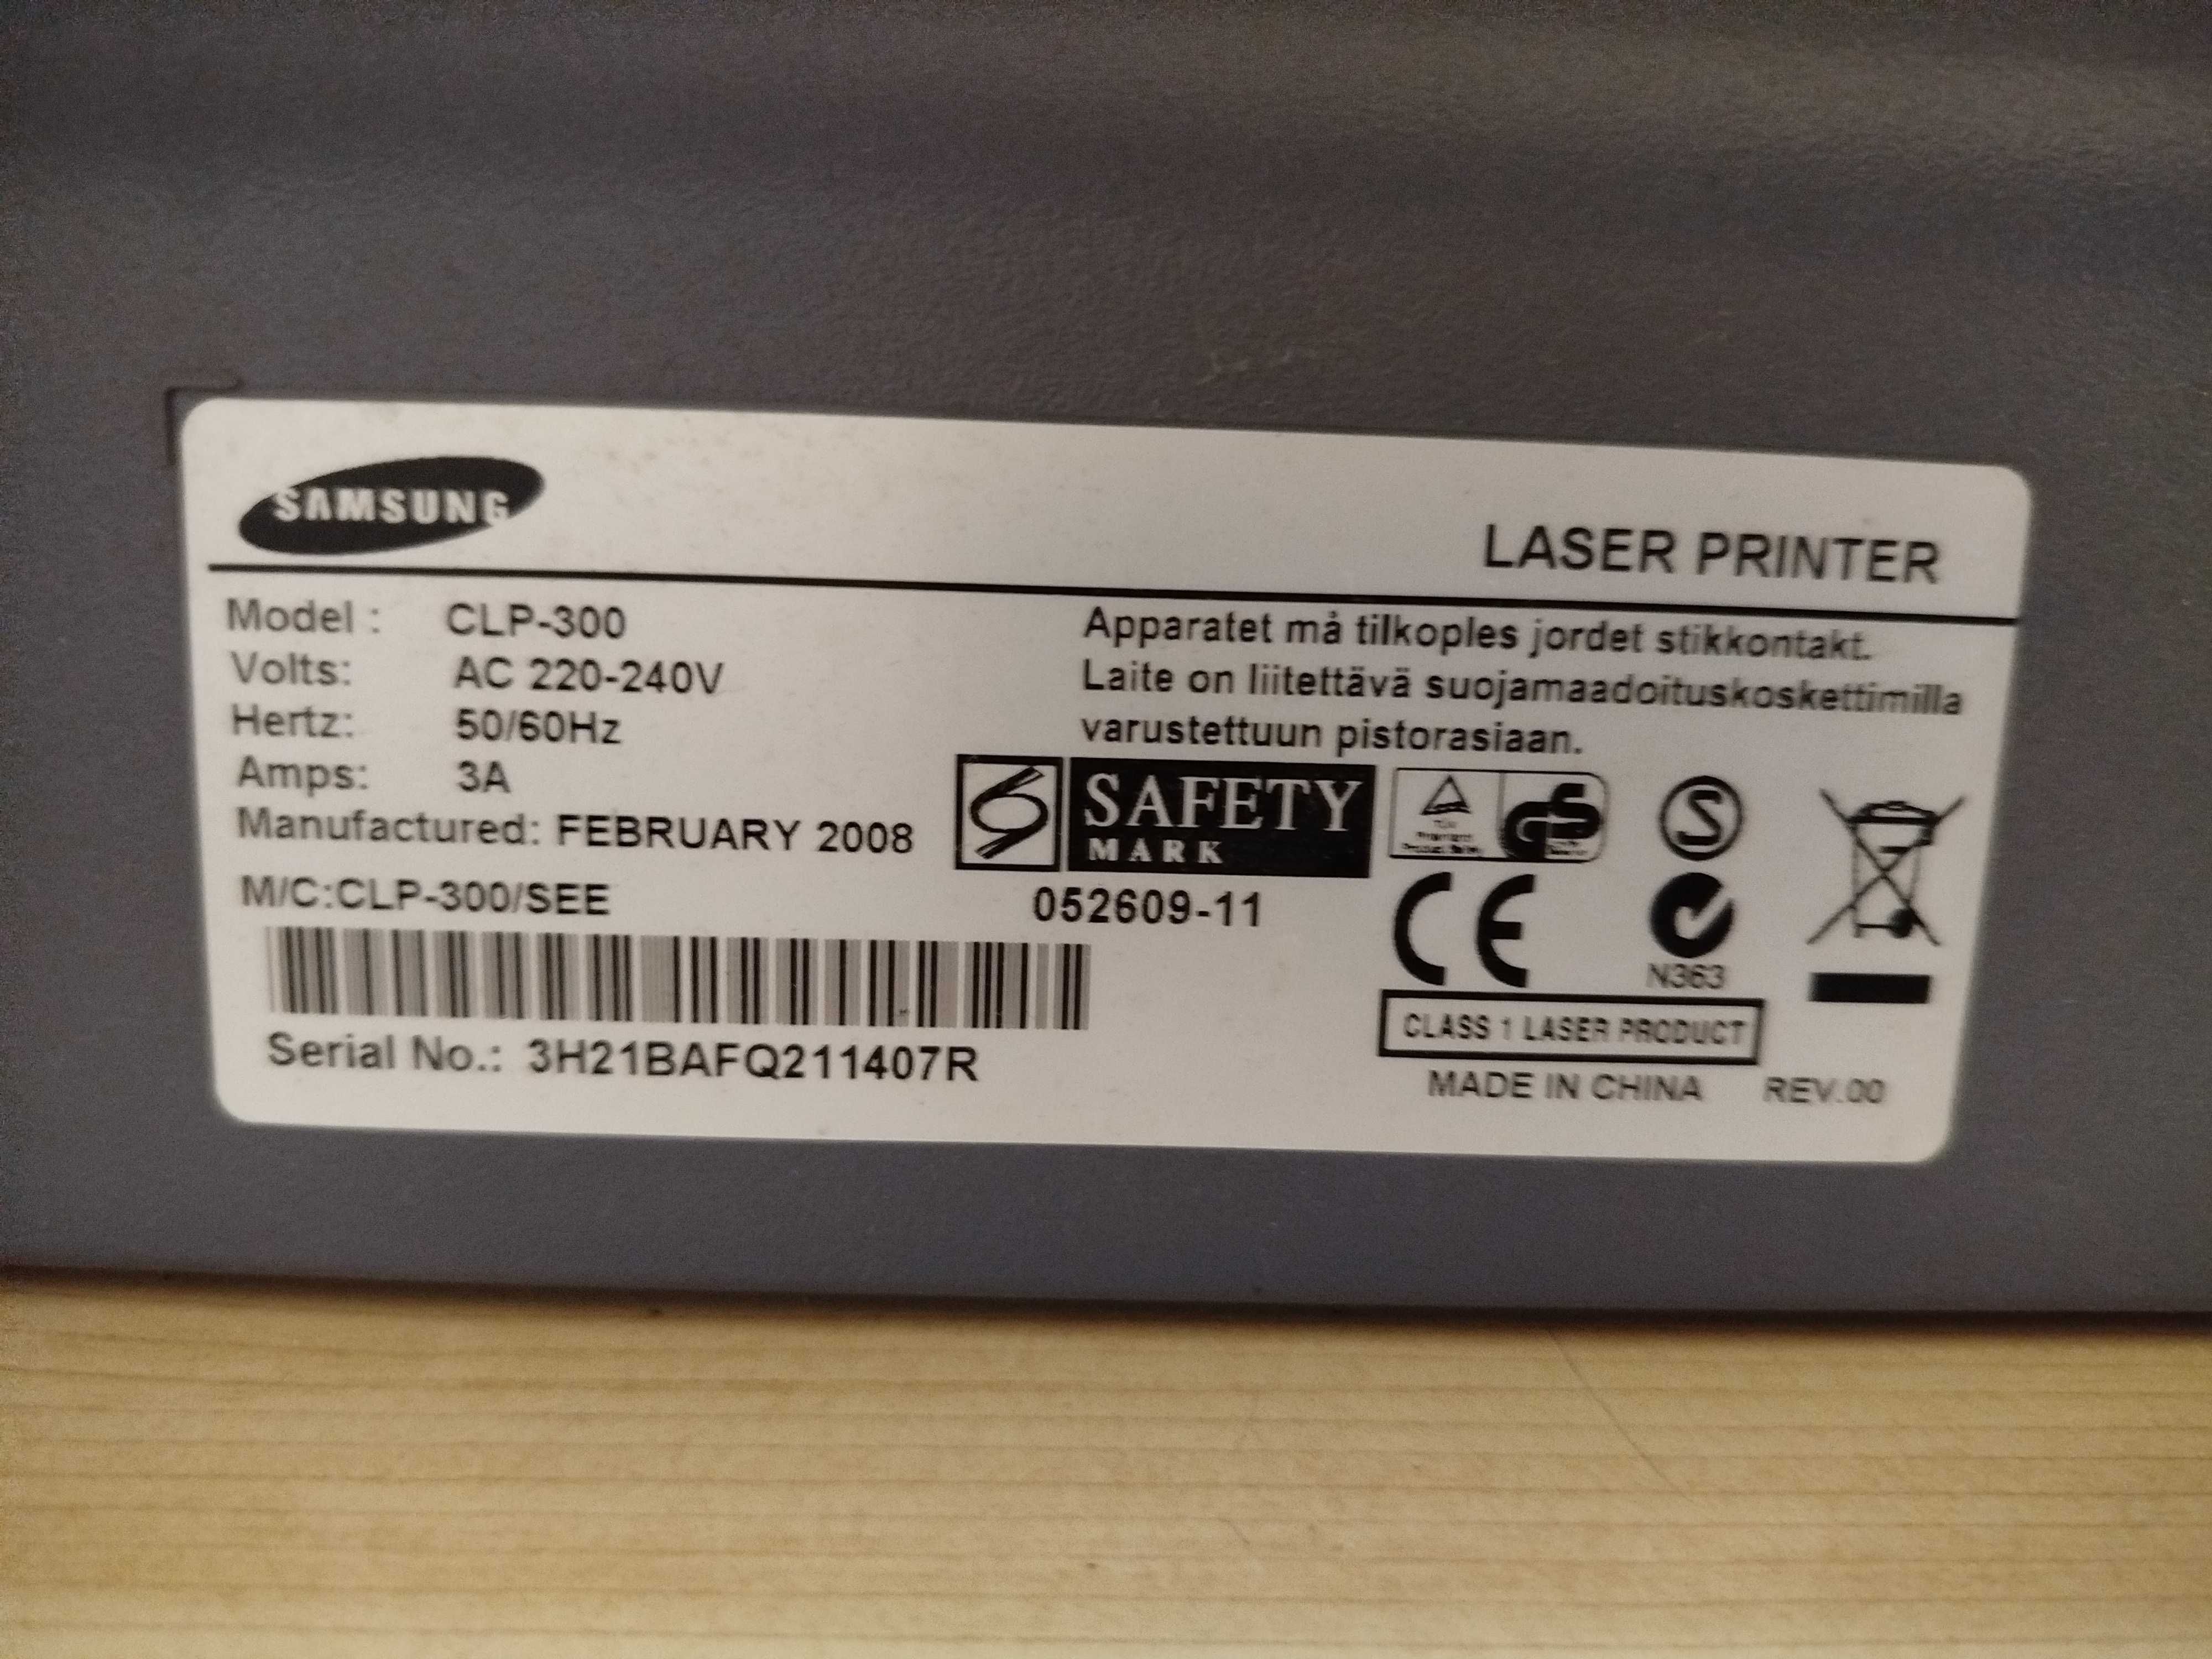 SAMSUNG
LASER PRINTER
Model : CLP-300
Volts: AC 220-240V
Hertz: 50/60Hz
Amps: 3A
Manufactured: FEBRUARY 2008
M/C:CLP-300/SEE
Serial No.: 3H21BAFQ211407R
Apparatet må tilkoples jordet stikkontakt.
Laite on liitettävä suojamaadoituskoskettimilla
varustettuun pistorasiaan.
SAFETY
MARK
052609-11
S
CE
N363
CLASS 1 LASER PRODUCT
MADE IN CHINA REV.00